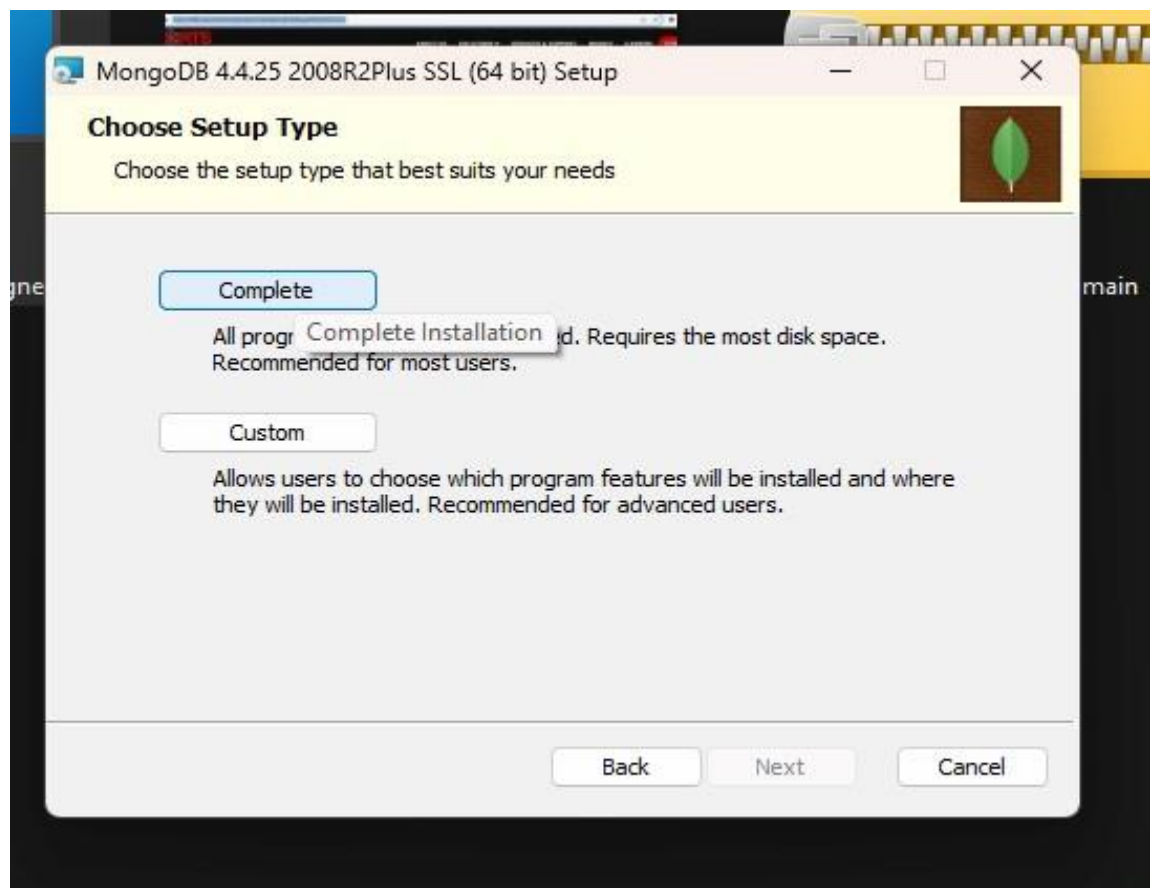 MongoDB 4.4.25 2008R2Plus SSL (64 bit) Setup
Choose Setup Type
Choose the setup type that best suits your needs
gne
main
Complete
Complete Installation
All progr d. Requires the most disk space.
Recommended for most users.
Custom
Allows users to choose which program features will be installed and where
they will be installed. Recommended for advanced users.
Back Next Cancel